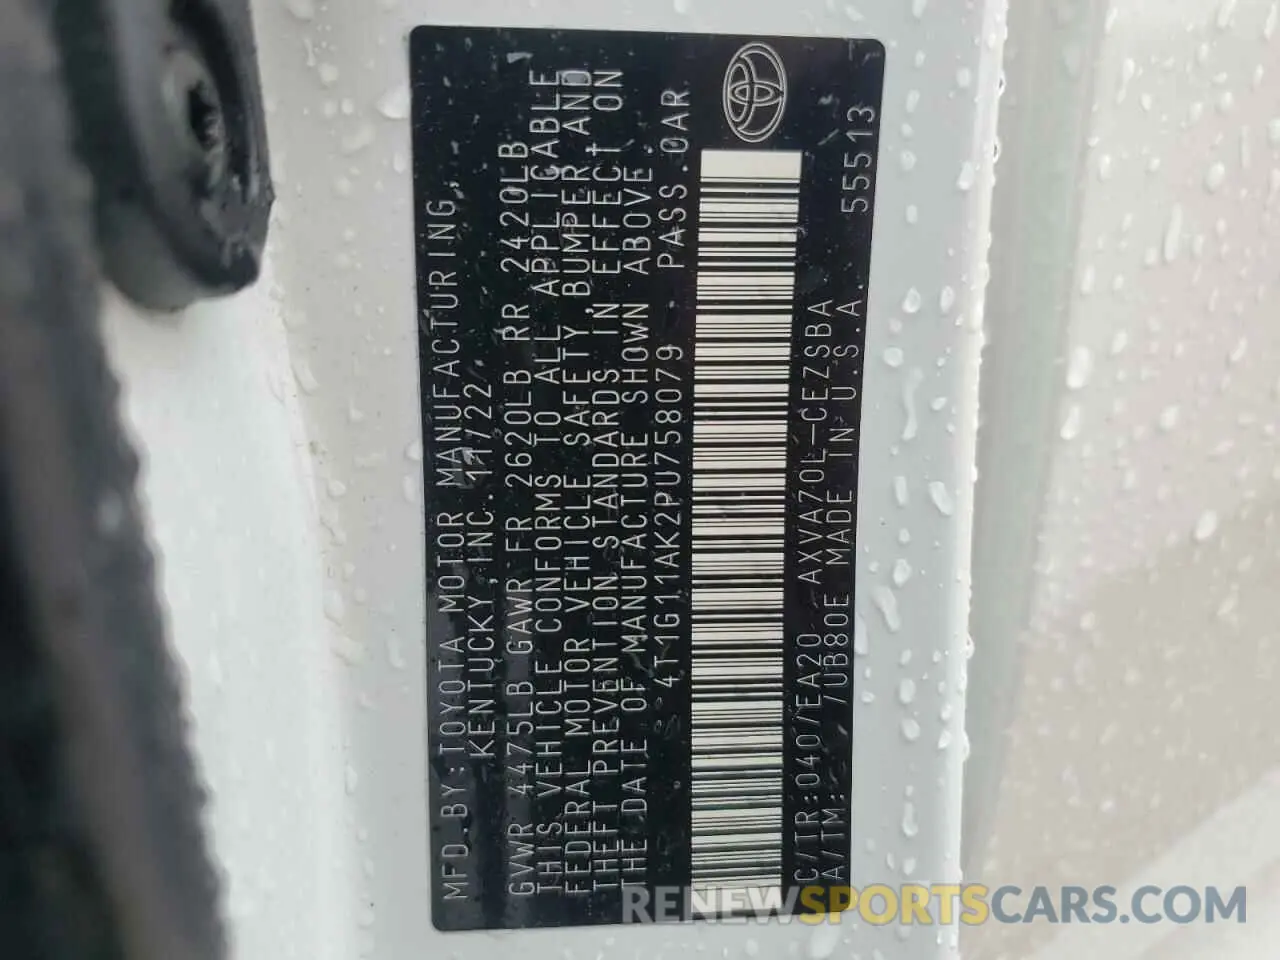 MFD.BY:TOYOTA MOTOR MANUFACTURING,
KENTUCKY,INC. 11/22
GVWR 4475LB GAWR FR 2620LB RR 2420LB
THIS VEHICLE CONFORMS TO ALL APPLICABLE
FEDERAL MOTOR VEHICLE SAFETY,BUMPER,AND
THEFT PREVENTION STANDARDS IN EFFECT ON
THE DATE OF MANUFACTURE SHOWN ABOVE.
4T1G11AK2PU758079 PASS.CAR
C/TR:040/EA20 AXVA70L-CEZSBA 55513
A/TM: /UB80E MADE IN U.S.A.
RENEWSPORTSCARS.COM